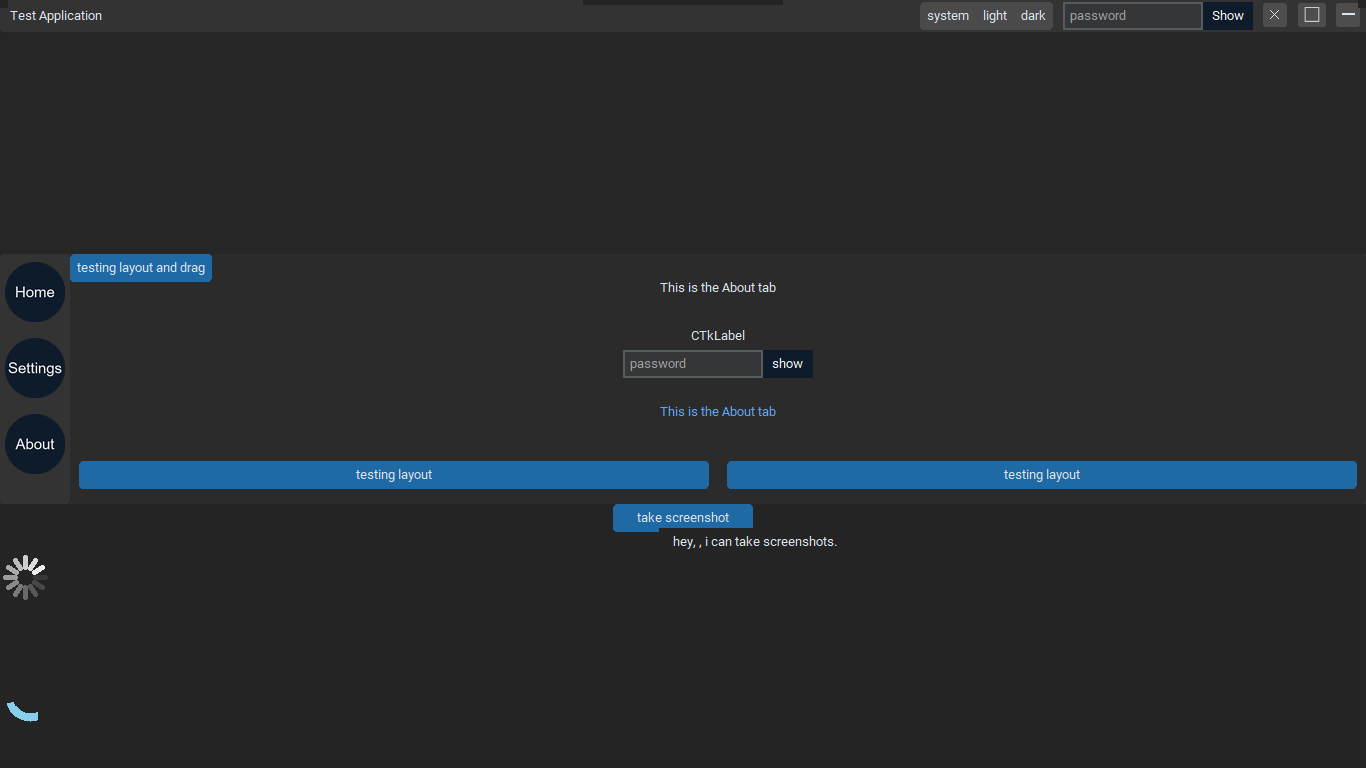 Test Application
system light dark password Show
testing layout and drag
Home
This is the About tab
CTkLabel
Settings
password show
This is the About tab
About
testing layout testing layout
take screenshot
hey, , i can take screenshots.